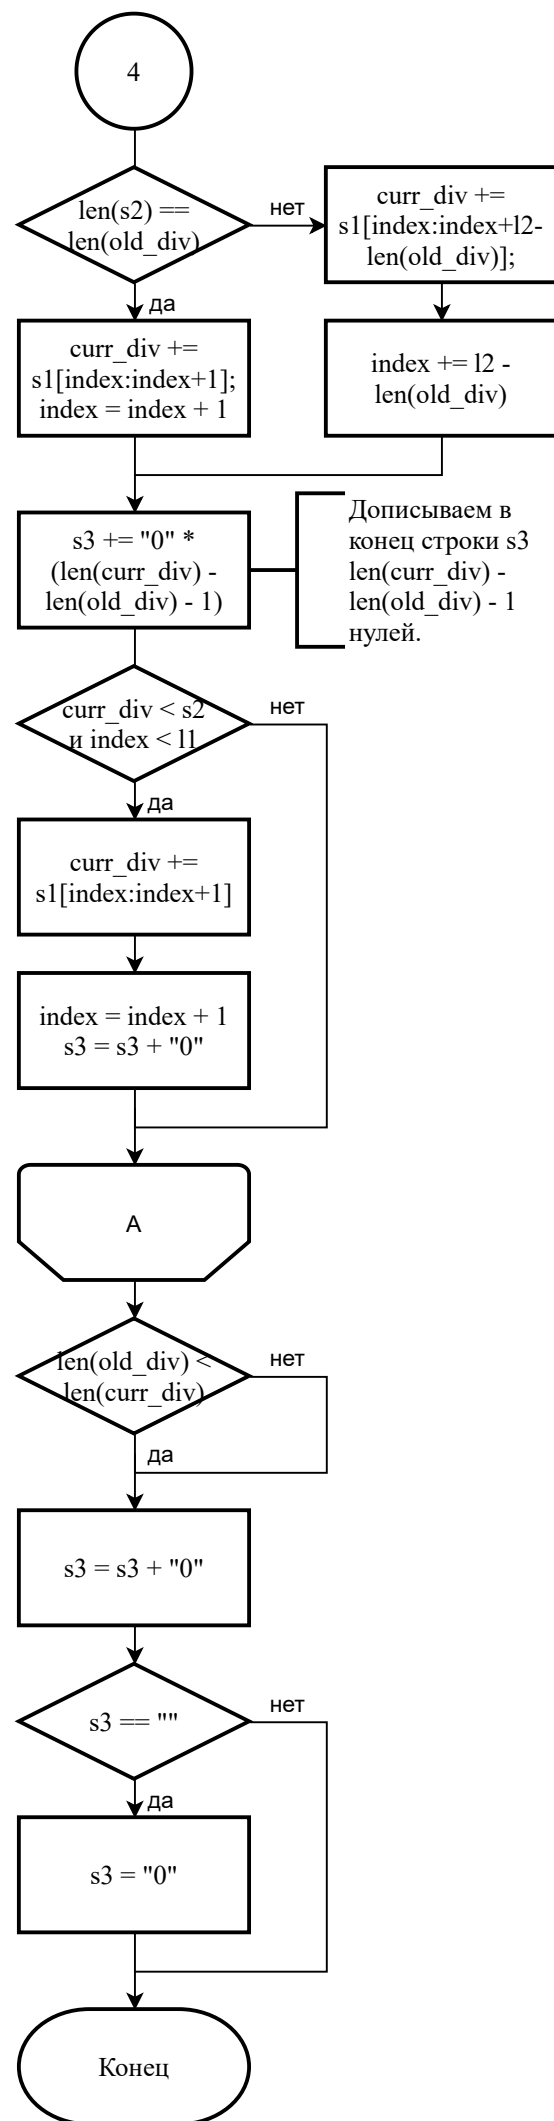 4
len(s2) ==
len(old_div)
нет
curr_div +=
s1[index:index+l2-
len(old_div)];
да
curr_div +=
s1[index:index+1];
index = index + 1
index += l2 -
len(old_div)
s3 += "0" *
(len(curr_div) -
len(old_div) - 1)
Дописываем в
конец строки s3
len(curr_div) -
len(old_div) - 1
нулей.
curr_div < s2
и index < l1
нет
да
curr_div +=
s1[index:index+1]
index = index + 1
s3 = s3 + "0"
A
len(old_div) <
len(curr_div)
нет
да
s3 = s3 + "0"
s3 == ""
нет
да
s3 = "0"
Конец